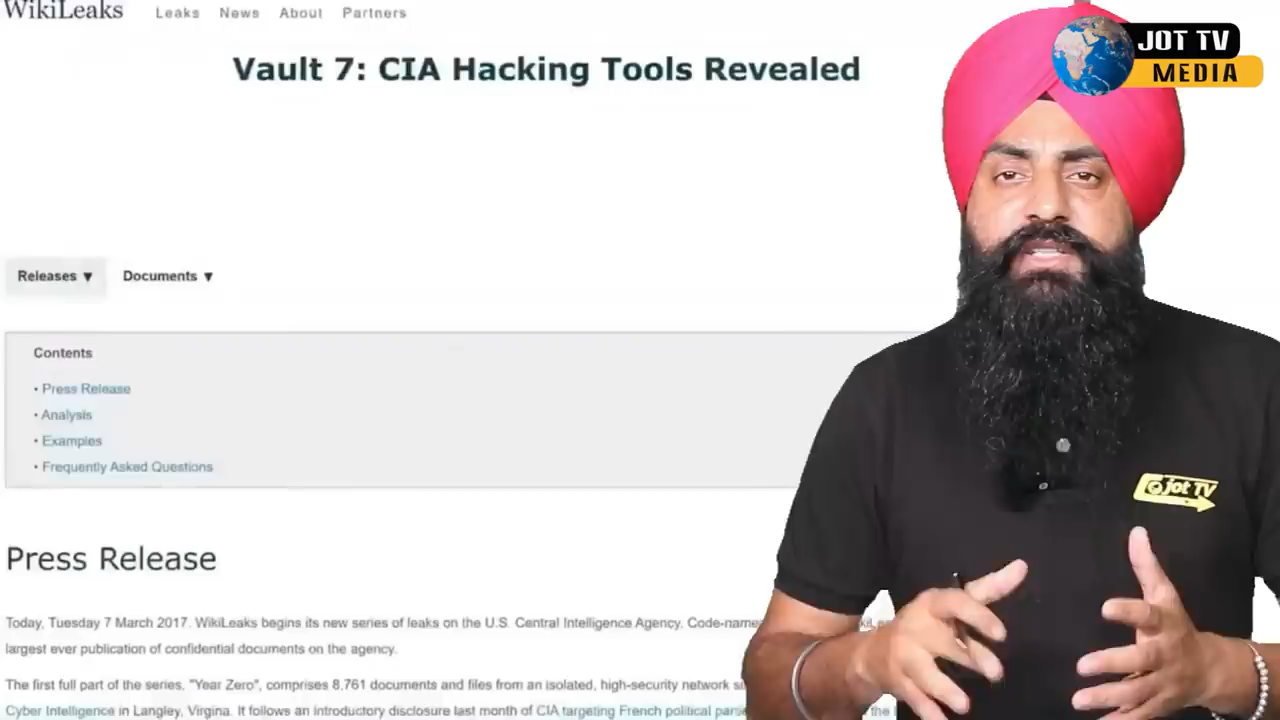 WikiLeaks Leaks News About Partners
JOT TV
MEDIA
Vault 7: CIA Hacking Tools Revealed
Releases ▼ Documents ▼
Contents
• Press Release
• Analysis
• Examples
• Frequently Asked Questions
jot TV
Press Release
Today, Tuesday 7 March 2017. WikiLeaks begins its new series of leaks on the U.S. Central Intelligence Agency. Code-name
largest ever publication of confidential documents on the agency.
The first full part of the series, "Year Zero", comprises 8,761 documents and files from an isolated, high-security network
Cyber Intelligence in Langley, Virgina. It follows an introductory disclosure last month of CIA targeting French political